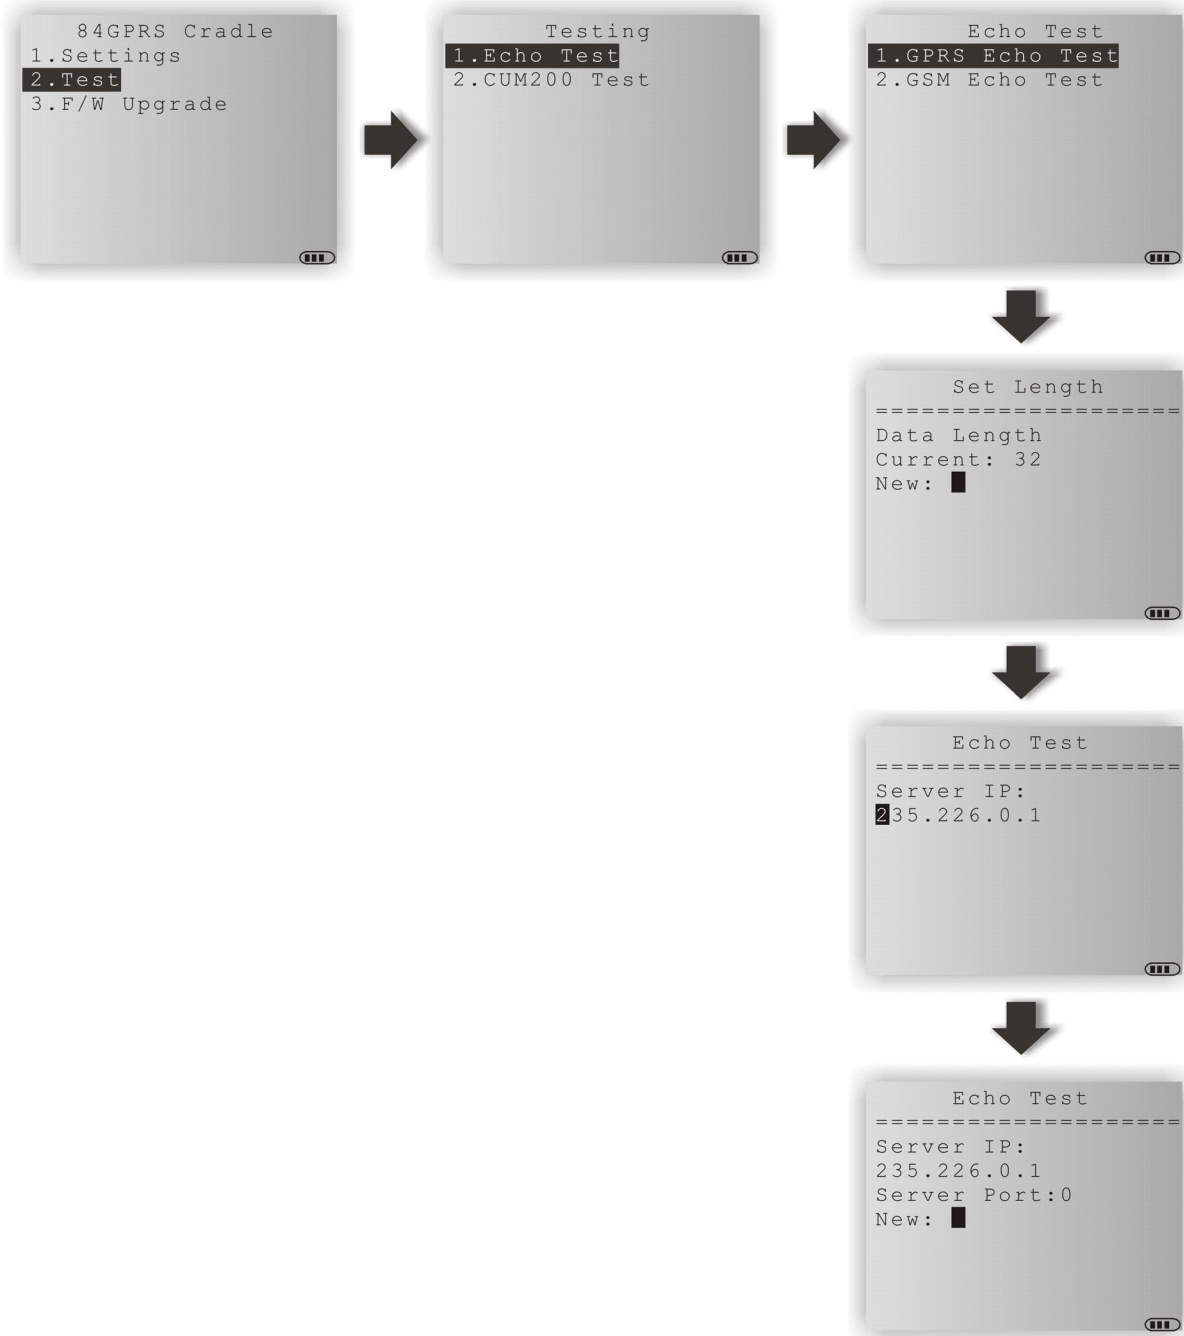 84GPRS Cradle
1.Settings
2.Test
3.F/W Upgrade
Testing
1.Echo Test
2.CUM200 Test
Echo Test
1.GPRS Echo Test
2.GSM Echo Test
Set Length
====================
Data Length
Current: 32
New:
Echo Test
====================
Server IP:
235.226.0.1
Echo Test
====================
Server IP:
235.226.0.1
Server Port:0
New: